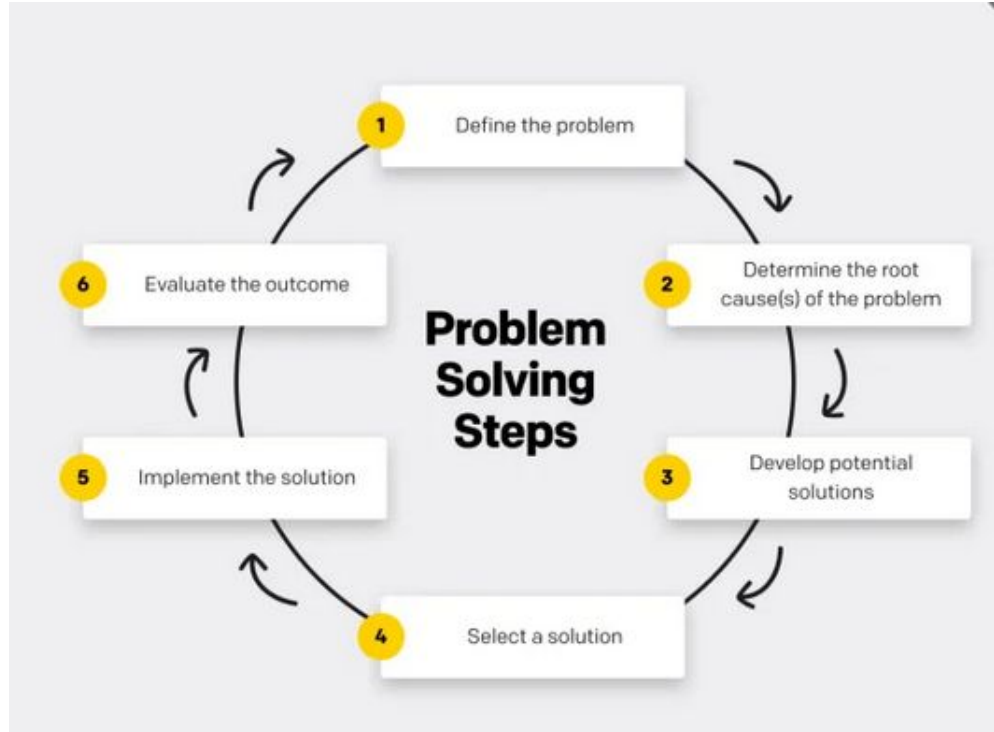 1
Define the problem
2
Determine the root
cause(s) of the problem
3
Develop potential
solutions
4
Select a solution
5
Implement the solution
6
Evaluate the outcome
Problem
Solving
Steps